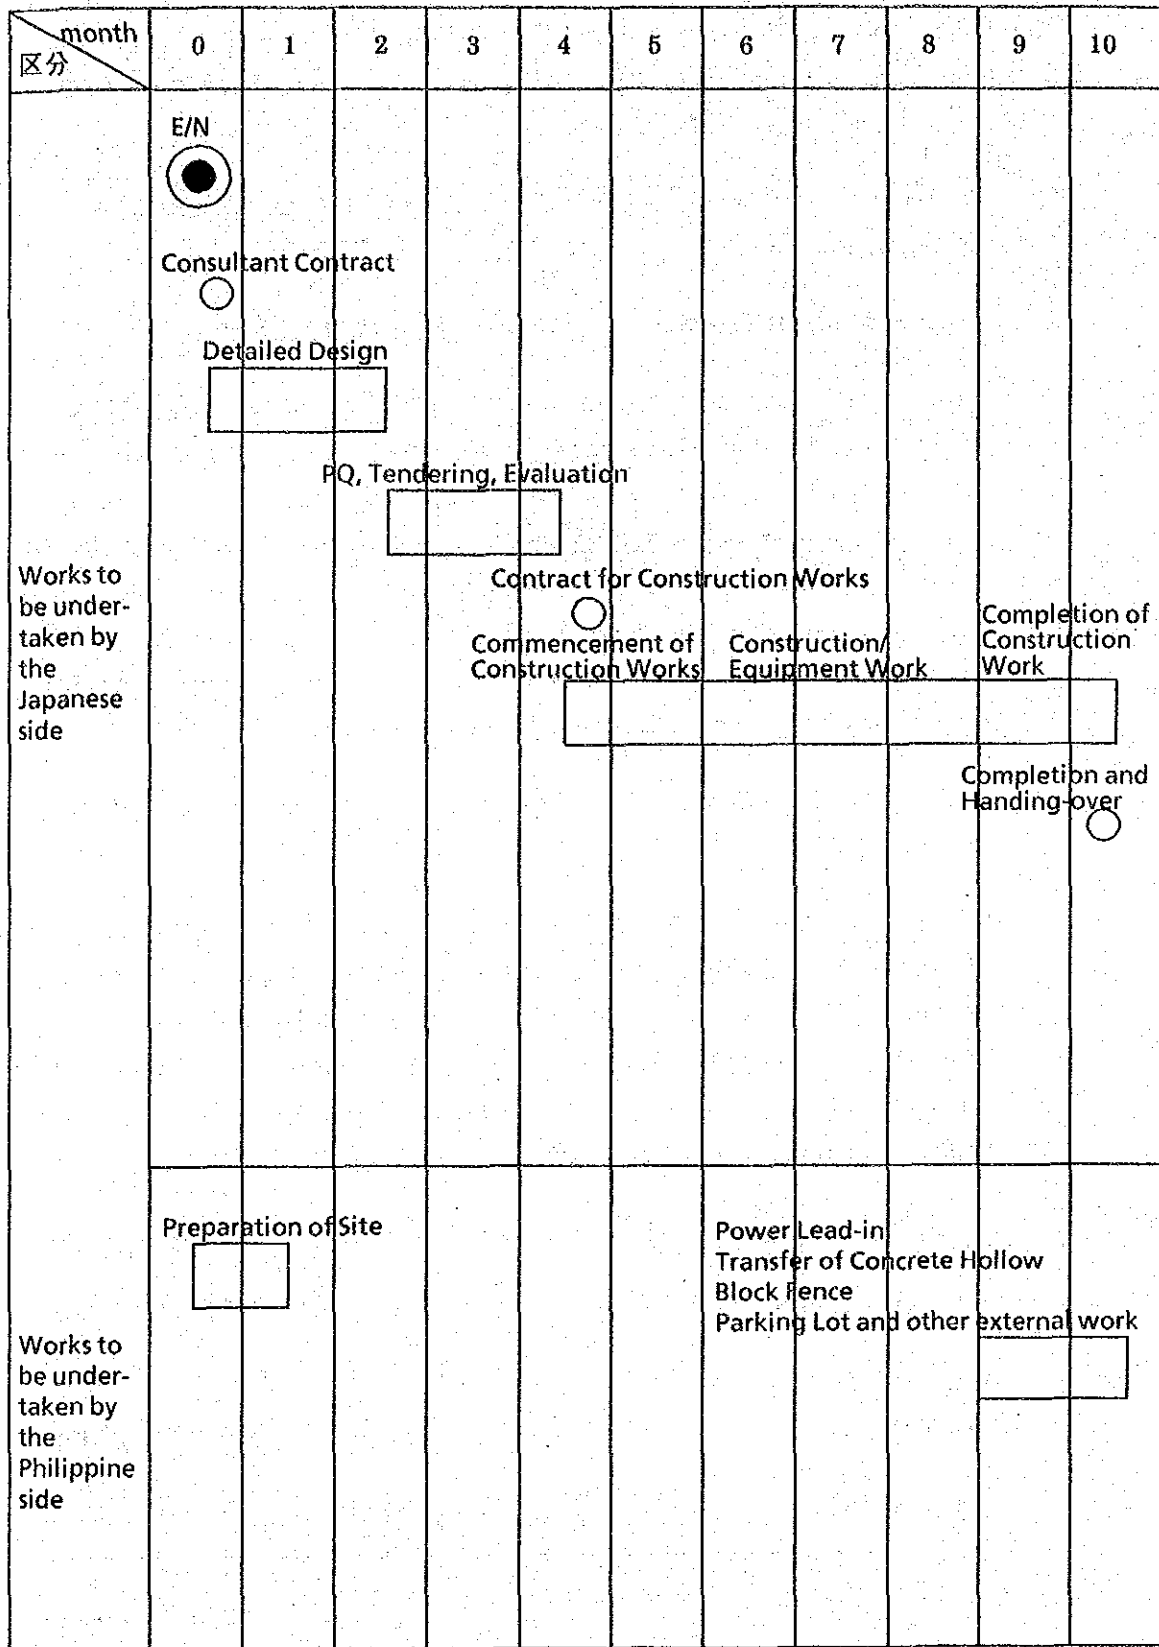 month
区分
0 1 2 3 4 5 6 7 8 9 10
E/N
Consultant Contract
Detailed Design
PQ, Tendering, Evaluation
Works to
be under-
taken by
the
Japanese
side
Contract for Construction Works
Commencement of
Construction Works
Construction/
Equipment Work
Completion of
Construction
Work
Completion and
Handing-over
Preparation of Site
Power Lead-in
Transfer of Concrete Hollow
Block Fence
Parking Lot and other external work
Works to
be under-
taken by
the
Philippine
side